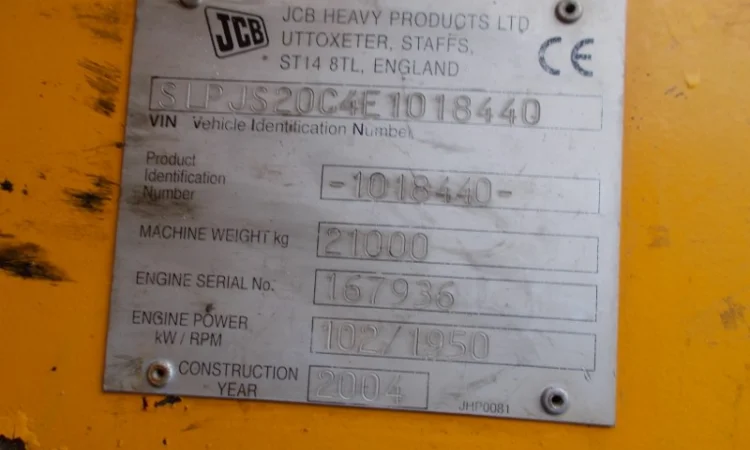 JCB
JCB HEAVY PRODUCTS LTD
UTTOXETER, STAFFS,
ST14 8TL, ENGLAND
CE
SLPJS20C4E1018440
VIN Vehicle Identification Number
Product
Identification
Number
-1018440-
MACHINE WEIGHT kg
21000
ENGINE SERIAL No.
167936
ENGINE POWER
kW / RPM
102/1950
CONSTRUCTION
YEAR
2004
JHP0081